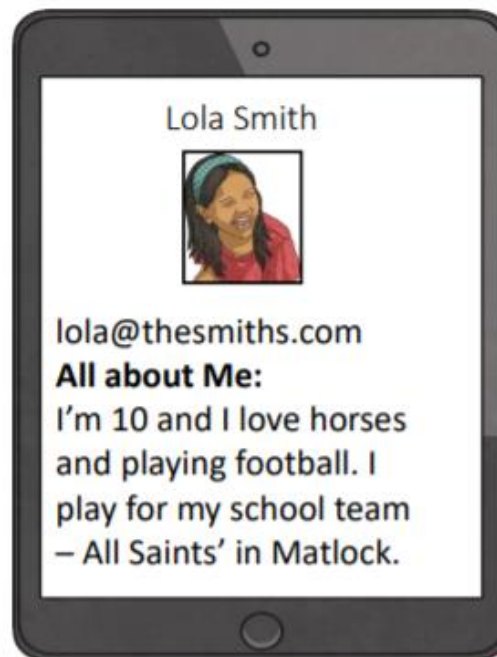 Lola Smith
lola@thesmiths.com
All about Me:
I’m 10 and I love horses
and playing football. I
play for my school team
– All Saints’ in Matlock.